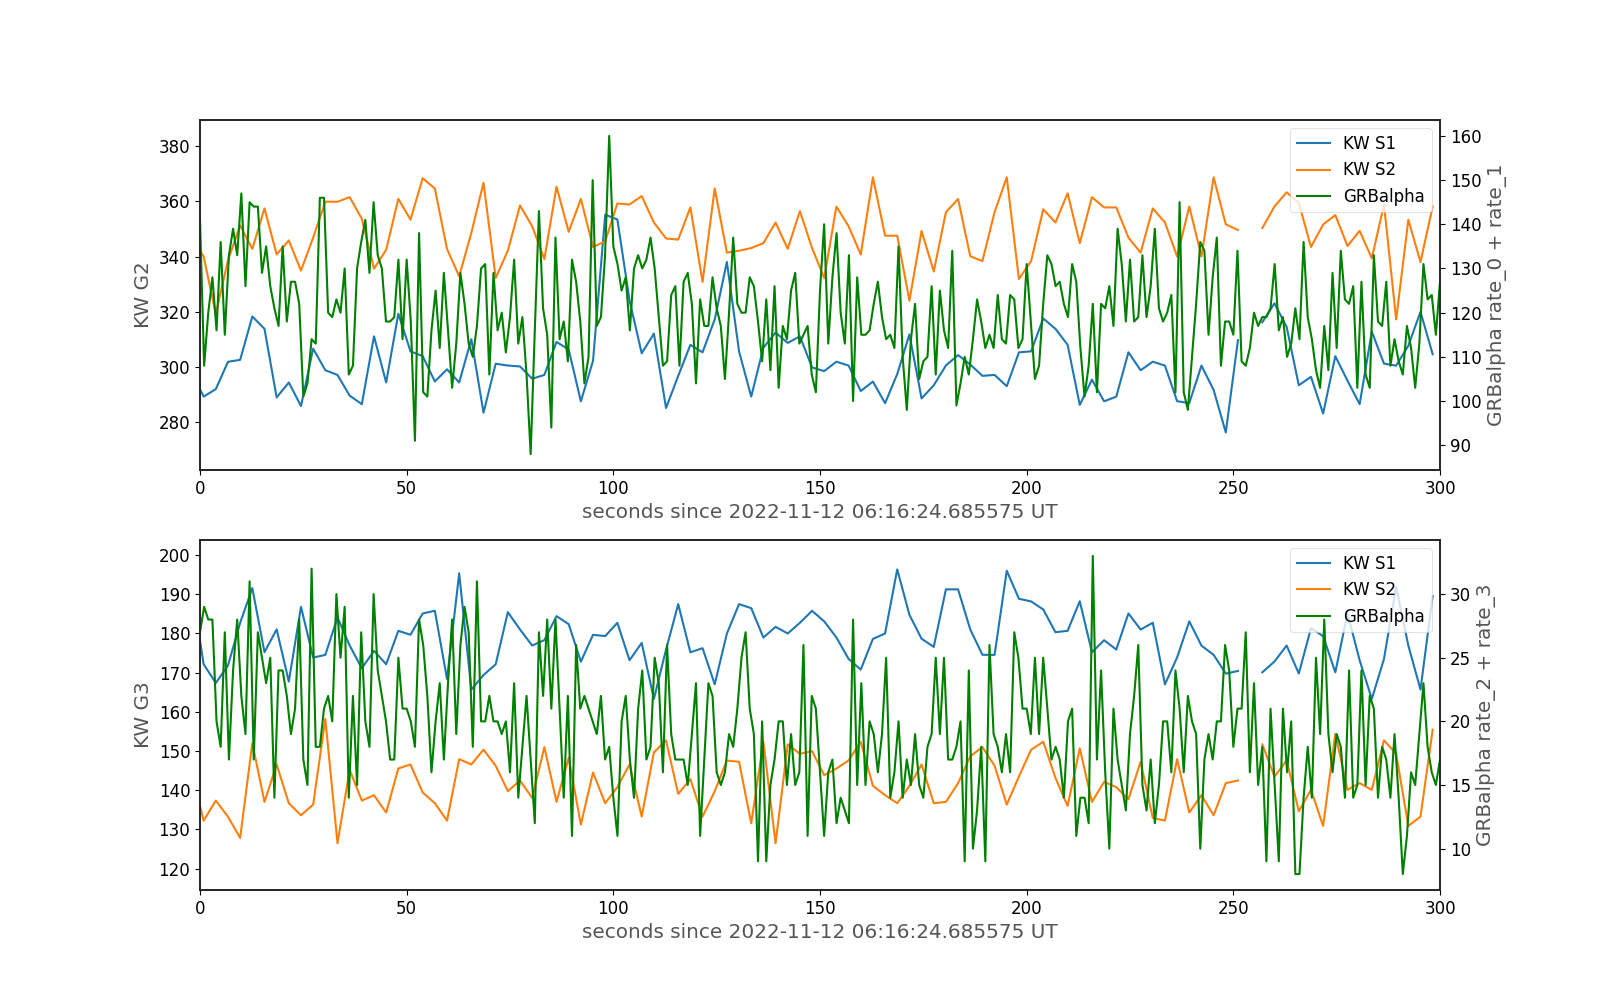 380
360
340
320
300
280
KW G2
KW S1
KW S2
GRBalpha
160
150
140
130
120
110
100
90
GRBalpha rate_0 + rate_1
0 50 100 150 200 250 300
seconds since 2022-11-12 06:16:24.685575 UT
200
190
180
170
160
150
140
130
120
KW G3
KW S1
KW S2
GRBalpha
30
25
20
15
10
GRBalpha rate_2 + rate_3
0 50 100 150 200 250 300
seconds since 2022-11-12 06:16:24.685575 UT